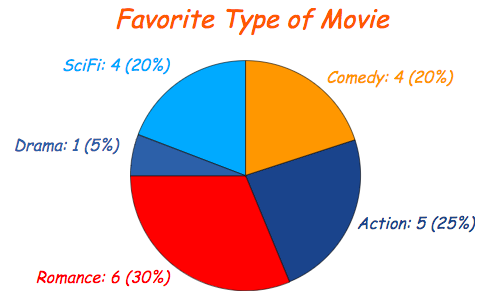 Favorite Type of Movie
SciFi: 4 (20%)
Comedy: 4 (20%)
Drama: 1 (5%)
Action: 5 (25%)
Romance: 6 (30%)